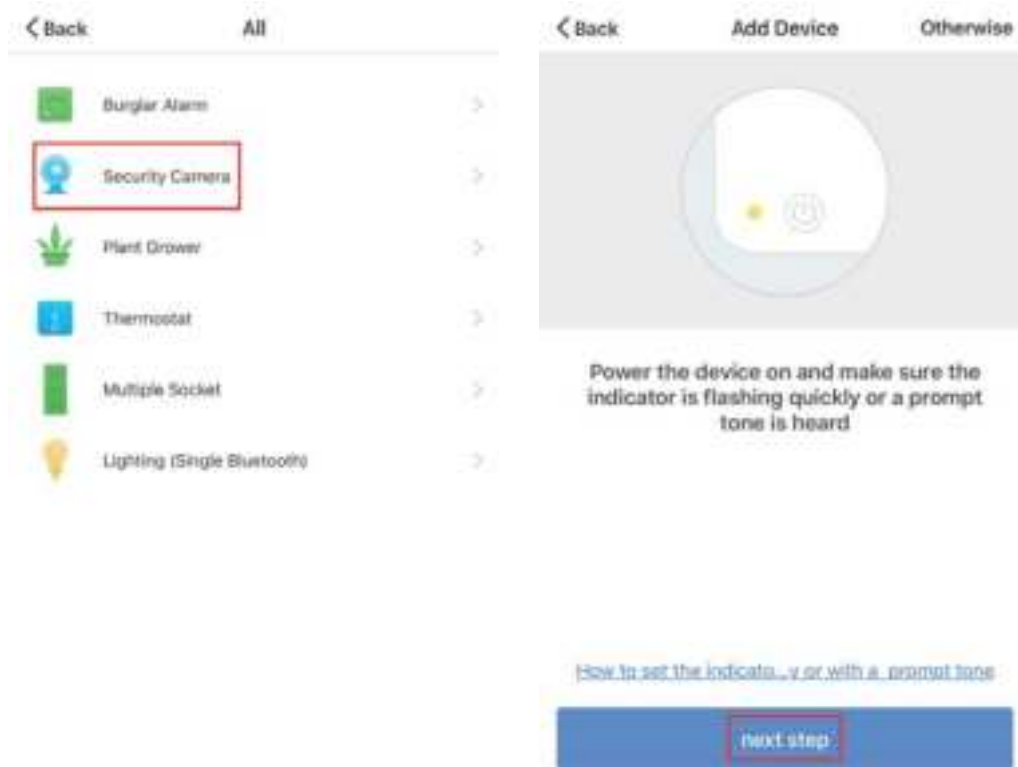 Back
All
Burglar Alarm
Security Camera
Plant Grower
Thermostat
Multiple Socket
Lighting (Single Bluetooth)
Back
Add Device
Otherwise
Power the device on and make sure the
indicator is flashing quickly or a prompt
tone is heard
How to set the indicato...y or with a prompt tone
next step